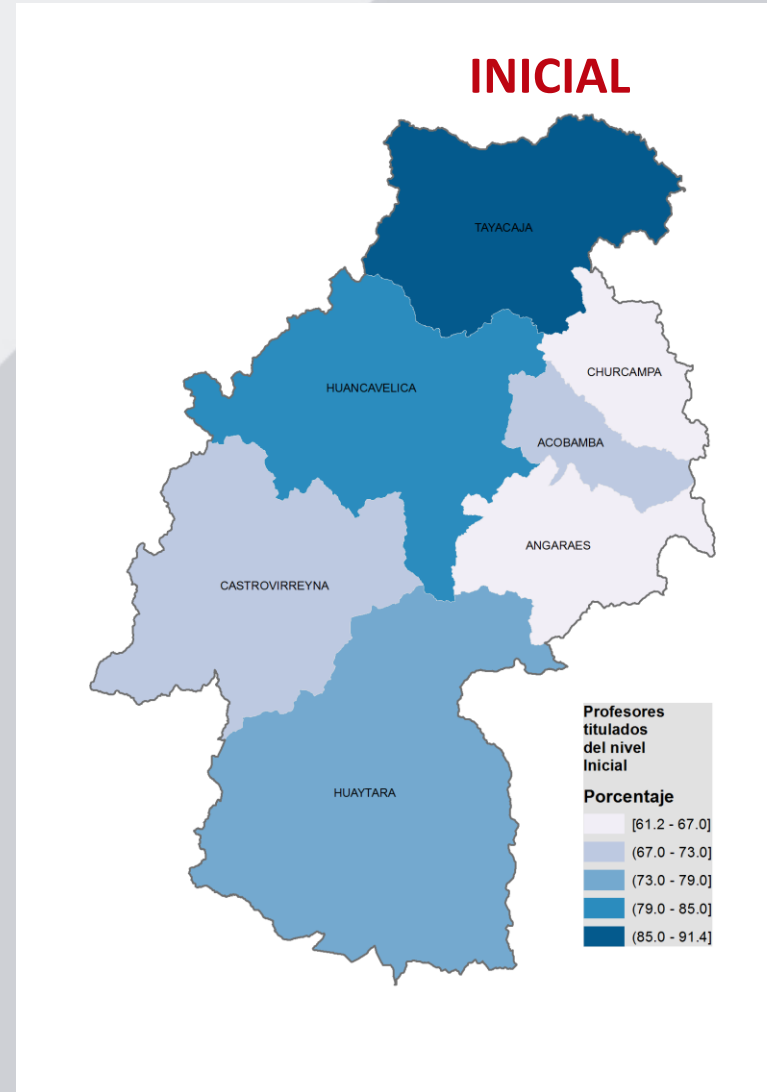 INICIAL
TAYACAJA
CHURCAMPA
HUANCAVELICA
ACOBAMBA
ANGARAES
CASTROVIRREYNA
HUAYTARA
Profesores
titulados
del nivel
Inicial
Porcentaje
[61.2 - 67.0]
(67.0 - 73.0]
(73.0 - 79.0]
(79.0 - 85.0]
(85.0 - 91.4]